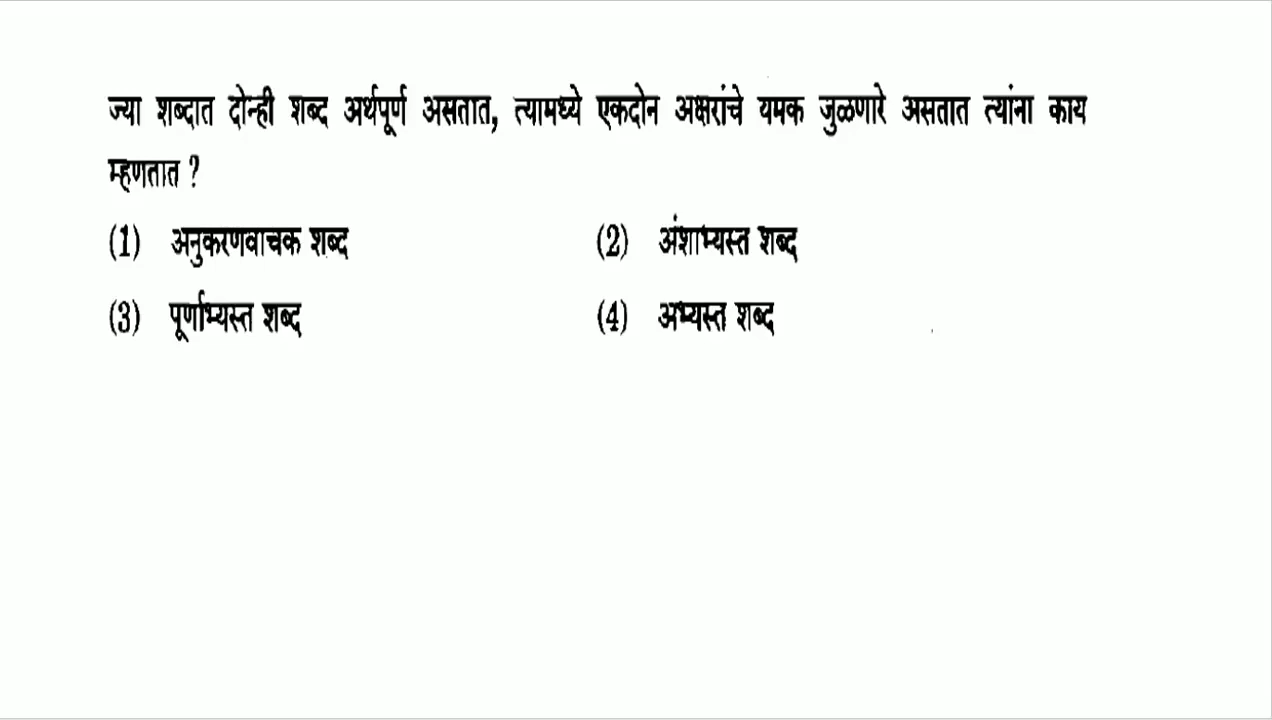 ज्या शब्दात दोन्ही शब्द अर्थपूर्ण असतात, त्यामध्ये एकदोन अक्षरांचे यमक जुळणारे असतात त्यांना काय
म्हणतात ?
(1) अनुकरणवाचक शब्द (2) अंशाभ्यस्त शब्द
(3) पूर्णाभ्यस्त शब्द (4) अभ्यस्त शब्द